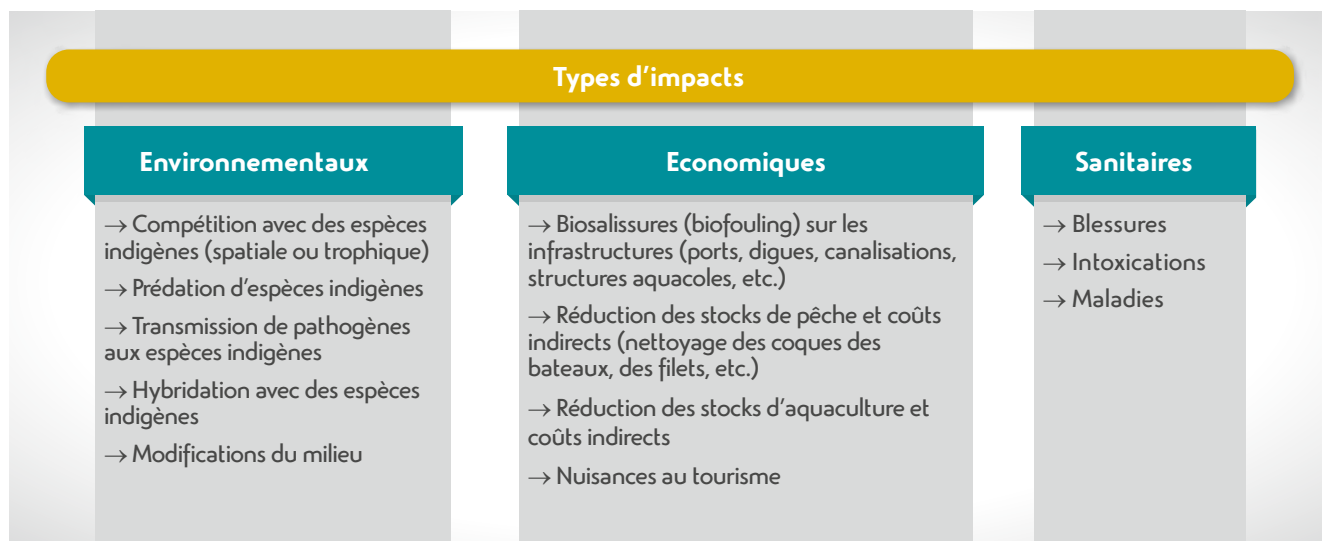 Types d'impacts
Environnementaux
→ Compétition avec des espèces
indigènes (spatiale ou trophique)
→ Prédation d'espèces indigènes
→ Transmission de pathogènes
aux espèces indigènes
→ Hybridation avec des espèces
indigènes
→ Modifications du milieu
Economiques
→ Biosalissures (biofouling) sur les
infrastructures (ports, digues, canalisations,
structures aquacoles, etc.)
→ Réduction des stocks de pêche et coûts
indirects (nettoyage des coques des
bateaux, des filets, etc.)
→ Réduction des stocks d'aquaculture et
coûts indirects
→ Nuisances au tourisme
Sanitaires
→ Blessures
→ Intoxications
→ Maladies